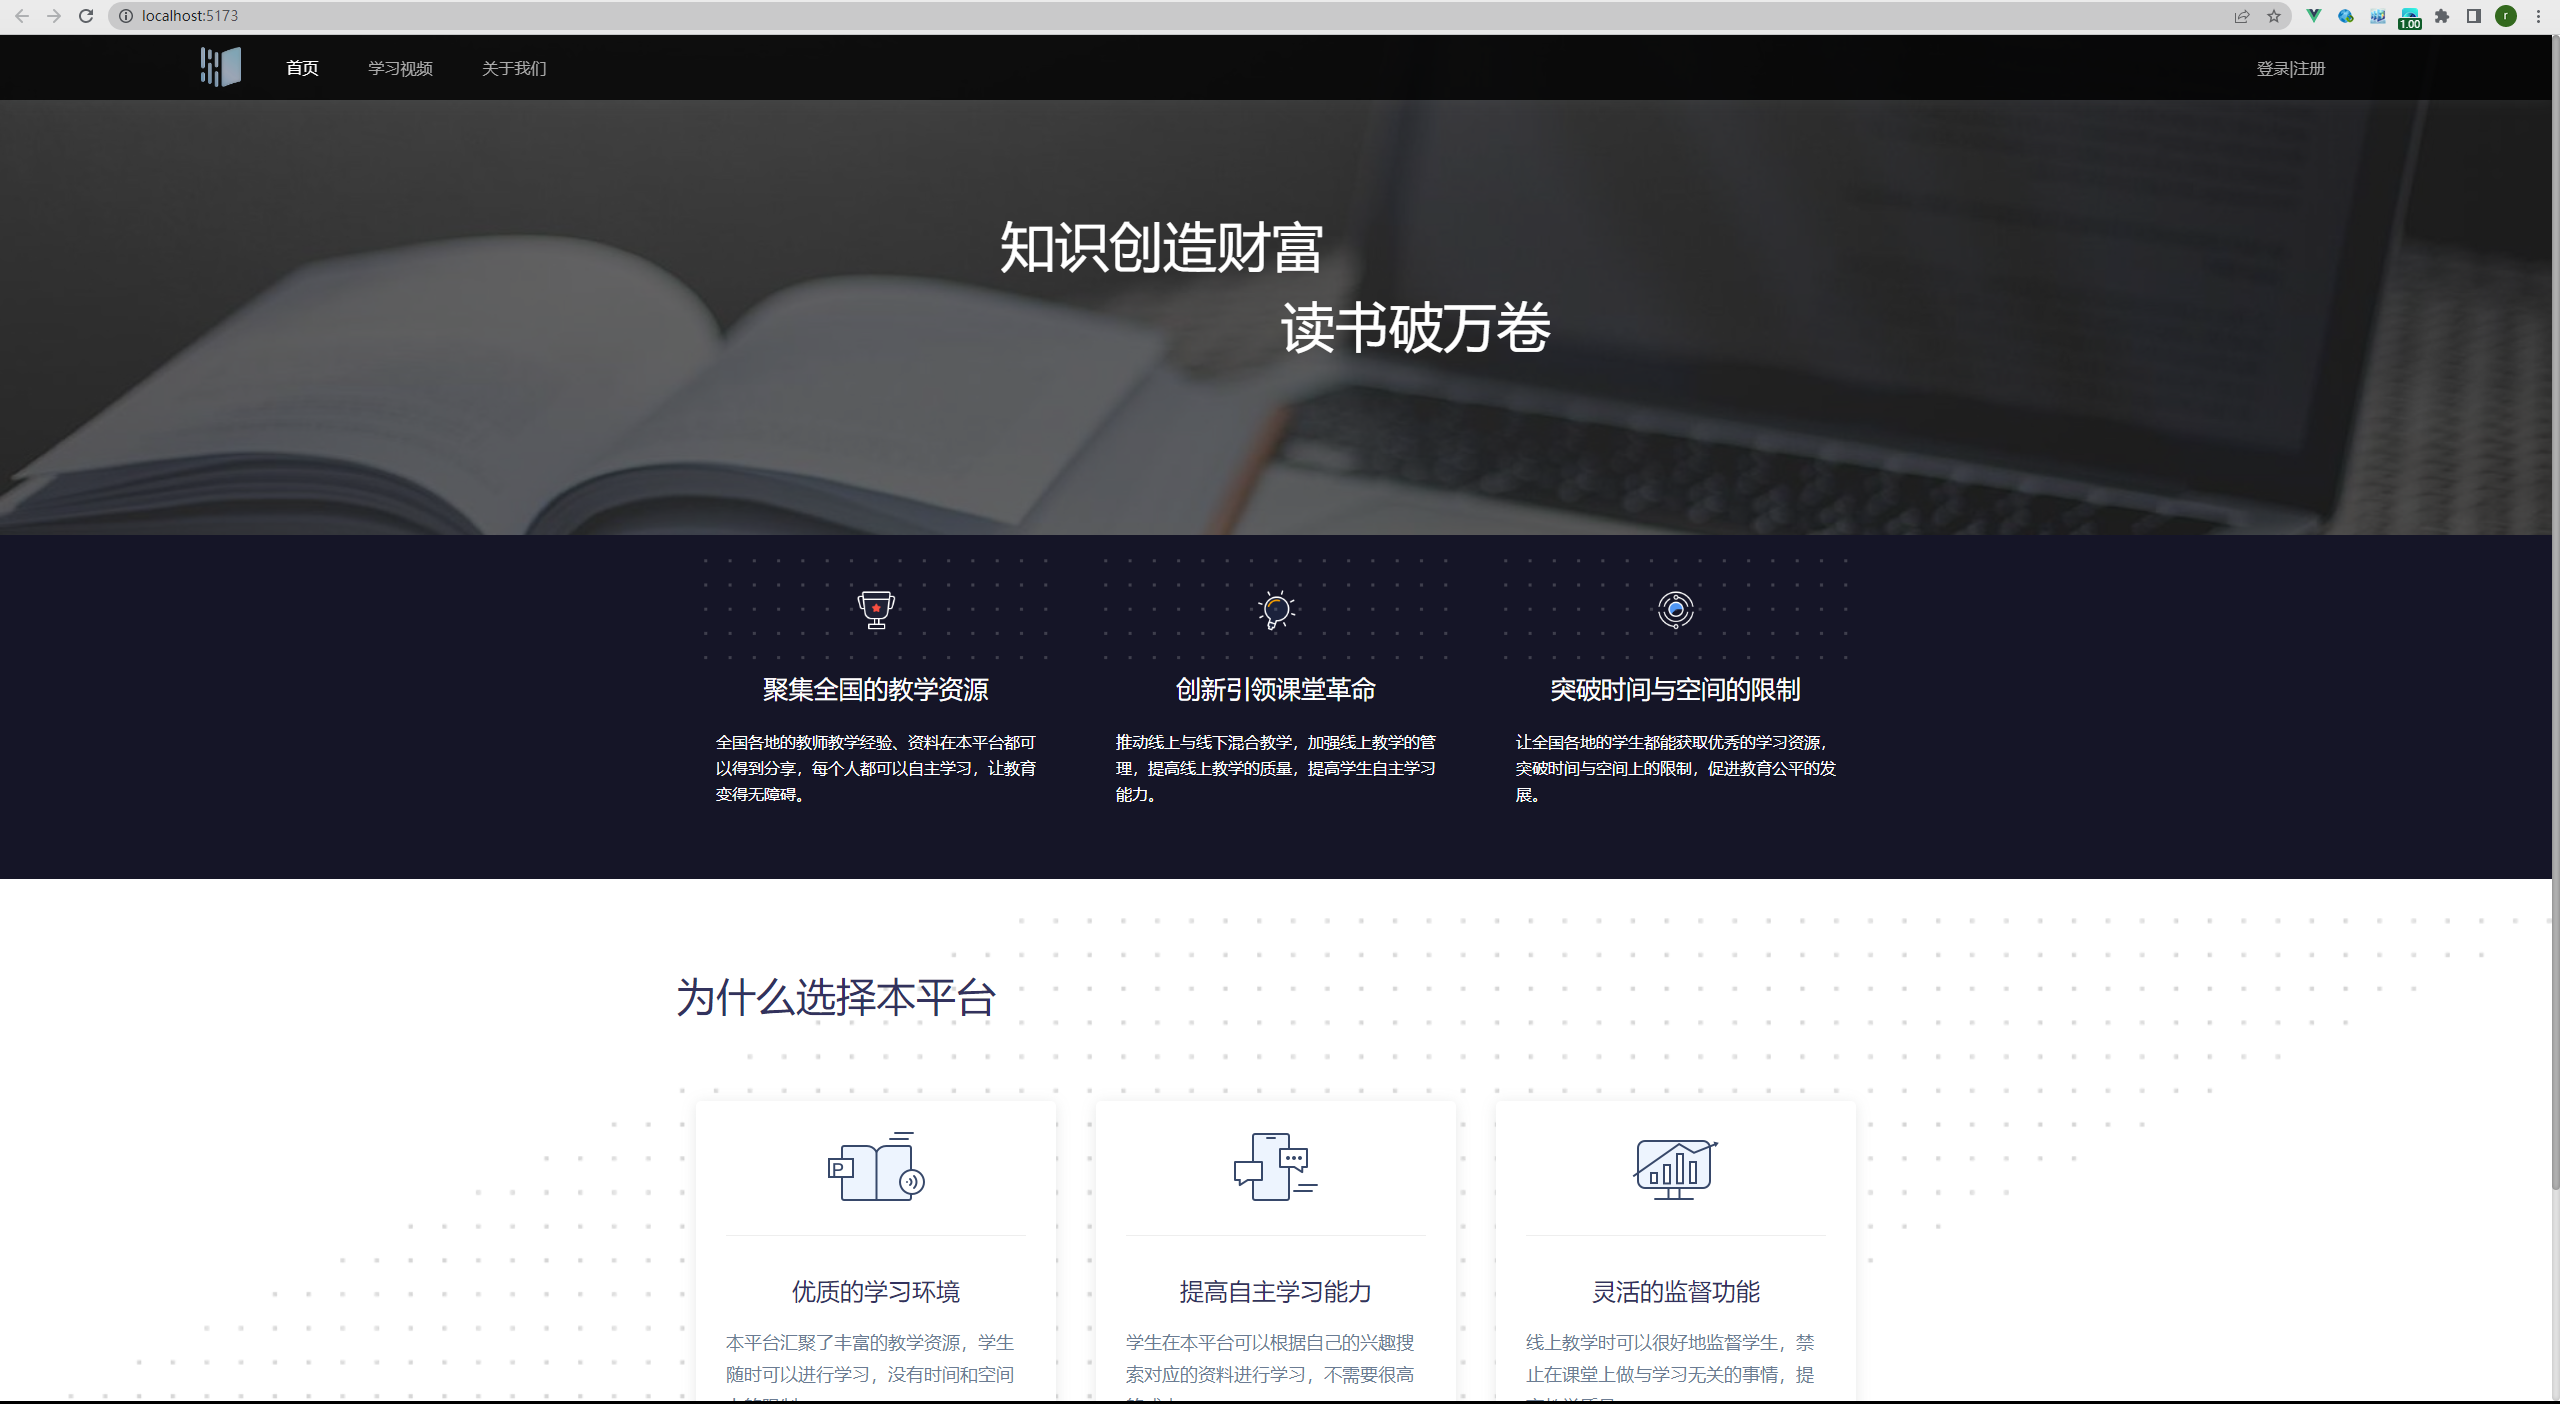 localhost:5173
1.00
r
首页 学习视频 关于我们 登录|注册
知识创造财富
读书破万卷
聚集全国的教学资源
全国各地的教师教学经验、资料在本平台都可
以得到分享，每个人都可以自主学习，让教育
变得无障碍。
创新引领课堂革命
推动线上与线下混合教学，加强线上教学的管
理，提高线上教学的质量，提高学生自主学习
能力。
突破时间与空间的限制
让全国各地的学生都能获取优秀的学习资源，
突破时间与空间上的限制，促进教育公平的发
展。
为什么选择本平台
P
优质的学习环境
本平台汇聚了丰富的教学资源，学生
随时可以进行学习，没有时间和空间
提高自主学习能力
学生在本平台可以根据自己的兴趣搜
索对应的资料进行学习，不需要很高
灵活的监督功能
线上教学时可以很好地监督学生，禁
止在课堂上做与学习无关的事情，提